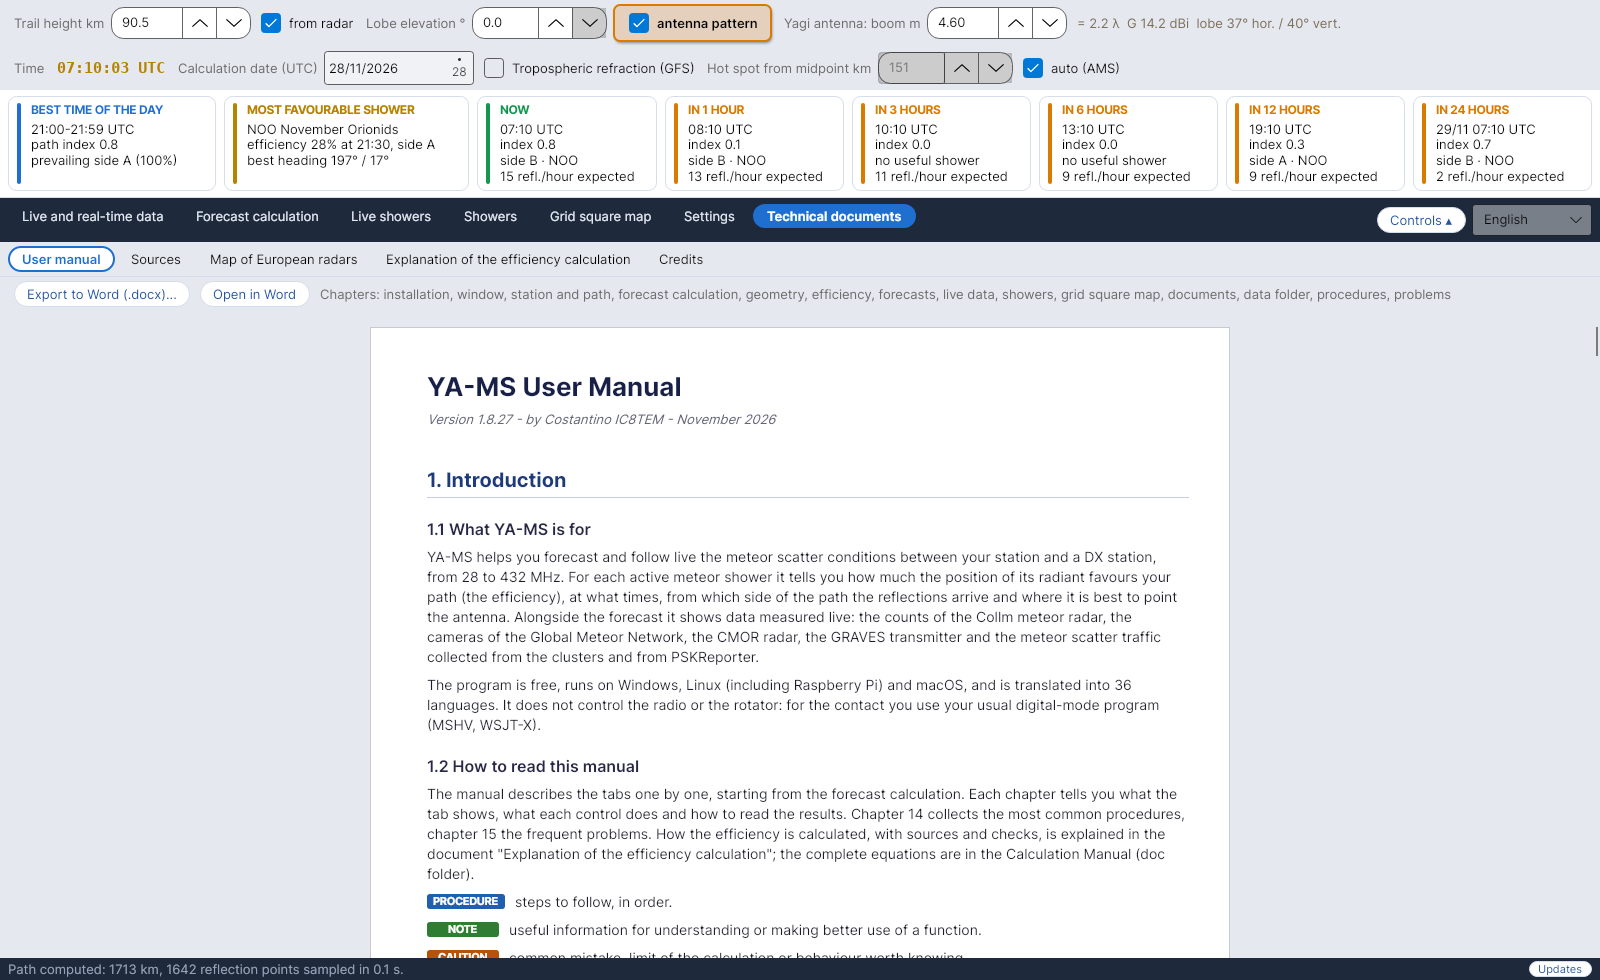 Trail height km 90.5 from radar Lobe elevation ° 0.0 antenna pattern Yagi antenna: boom m 4.60 = 2.2 λ G 14.2 dBi lobe 37° hor. / 40° vert.
Time 07:10:03 UTC Calculation date (UTC) 28/11/2026 28 Tropospheric refraction (GFS) Hot spot from midpoint km 151 auto (AMS)
BEST TIME OF THE DAY
21:00-21:59 UTC
path index 0.8
prevailing side A (100%)
MOST FAVOURABLE SHOWER
NOO November Orionids
efficiency 28% at 21:30, side A
best heading 197° / 17°
NOW
07:10 UTC
index 0.8
side B · NOO
15 refl./hour expected
IN 1 HOUR
08:10 UTC
index 0.1
side B · NOO
13 refl./hour expected
IN 3 HOURS
10:10 UTC
index 0.0
no useful shower
11 refl./hour expected
IN 6 HOURS
13:10 UTC
index 0.0
no useful shower
9 refl./hour expected
IN 12 HOURS
19:10 UTC
index 0.3
side A · NOO
9 refl./hour expected
IN 24 HOURS
29/11 07:10 UTC
index 0.7
side B · NOO
2 refl./hour expected
Live and real-time data Forecast calculation Live showers Showers Grid square map Settings Technical documents Controls ▴ English
User manual Sources Map of European radars Explanation of the efficiency calculation Credits
Export to Word (.docx)... Open in Word Chapters: installation, window, station and path, forecast calculation, geometry, efficiency, forecasts, live data, showers, grid square map, documents, data folder, procedures, problems
YA-MS User Manual
Version 1.8.27 - by Costantino IC8TEM - November 2026
1. Introduction
1.1 What YA-MS is for
YA-MS helps you forecast and follow live the meteor scatter conditions between your station and a DX station,
from 28 to 432 MHz. For each active meteor shower it tells you how much the position of its radiant favours your
path (the efficiency), at what times, from which side of the path the reflections arrive and where it is best to point
the antenna. Alongside the forecast it shows data measured live: the counts of the Collm meteor radar, the
cameras of the Global Meteor Network, the CMOR radar, the GRAVES transmitter and the meteor scatter traffic
collected from the clusters and from PSKReporter.
The program is free, runs on Windows, Linux (including Raspberry Pi) and macOS, and is translated into 36
languages. It does not control the radio or the rotator: for the contact you use your usual digital-mode program
(MSHV, WSJT-X).
1.2 How to read this manual
The manual describes the tabs one by one, starting from the forecast calculation. Each chapter tells you what the
tab shows, what each control does and how to read the results. Chapter 14 collects the most common procedures,
chapter 15 the frequent problems. How the efficiency is calculated, with sources and checks, is explained in the
document "Explanation of the efficiency calculation"; the complete equations are in the Calculation Manual (doc
folder).
PROCEDURE steps to follow, in order.
NOTE useful information for understanding or making better use of a function.
CAUTION common mistake, limit of the calculation or behaviour worth knowing.
Path computed: 1713 km, 1642 reflection points sampled in 0.1 s. Updates